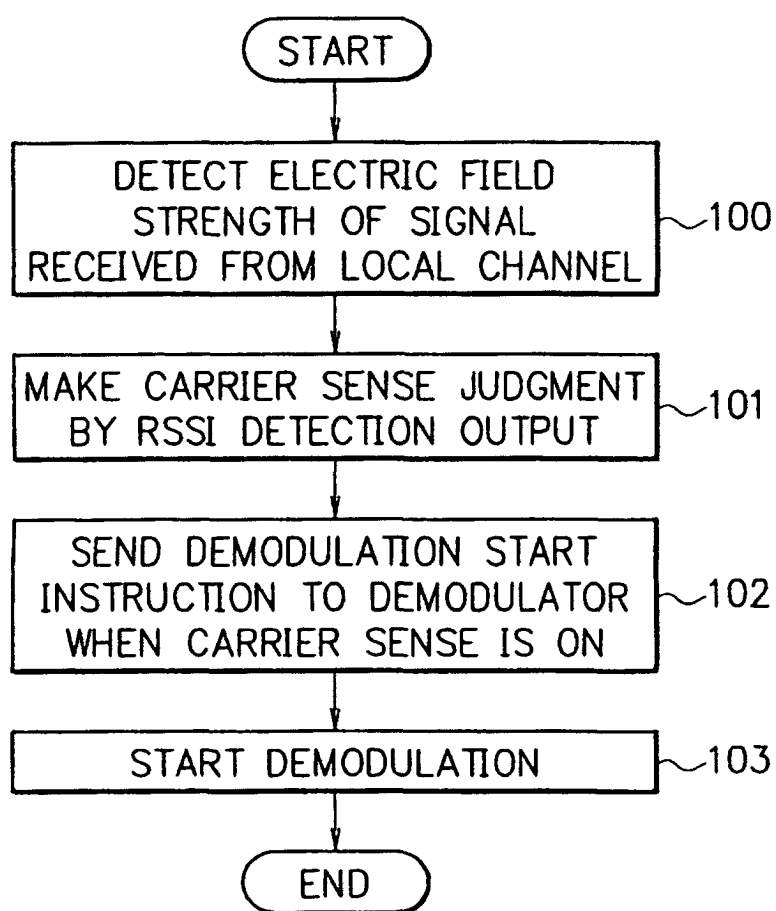 START
DETECT ELECTRIC FIELD
STRENGTH OF SIGNAL
RECEIVED FROM LOCAL CHANNEL
100
MAKE CARRIER SENSE JUDGMENT
BY RSSI DETECTION OUTPUT
101
SEND DEMODULATION START
INSTRUCTION TO DEMODULATOR
WHEN CARRIER SENSE IS ON
102
START DEMODULATION
103
END